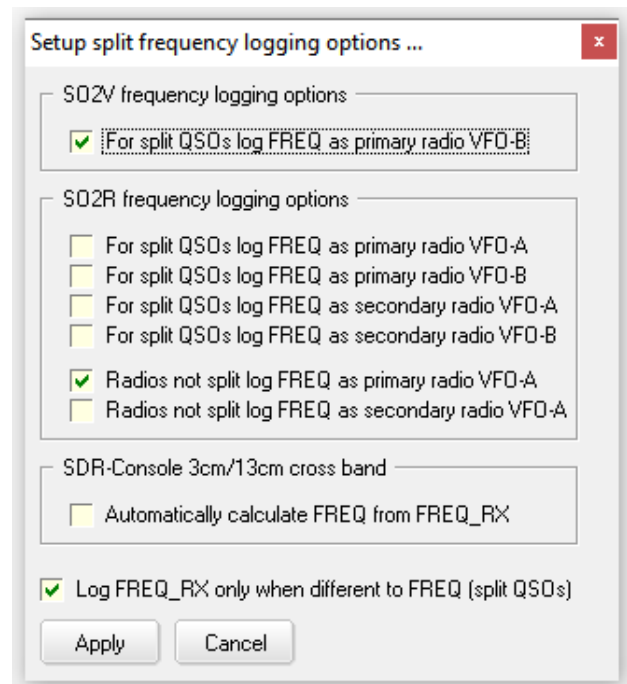 Setup split frequency logging options ...
x
SO2V frequency logging options
For split QSOs log FREQ as primary radio VFO-B
SO2R frequency logging options
For split QSOs log FREQ as primary radio VFO-A
For split QSOs log FREQ as primary radio VFO-B
For split QSOs log FREQ as secondary radio VFO-A
For split QSOs log FREQ as secondary radio VFO-B
Radios not split log FREQ as primary radio VFO-A
Radios not split log FREQ as secondary radio VFO-A
SDR-Console 3cm/13cm cross band
Automatically calculate FREQ from FREQ_RX
Log FREQ_RX only when different to FREQ (split QSOs)
Apply Cancel